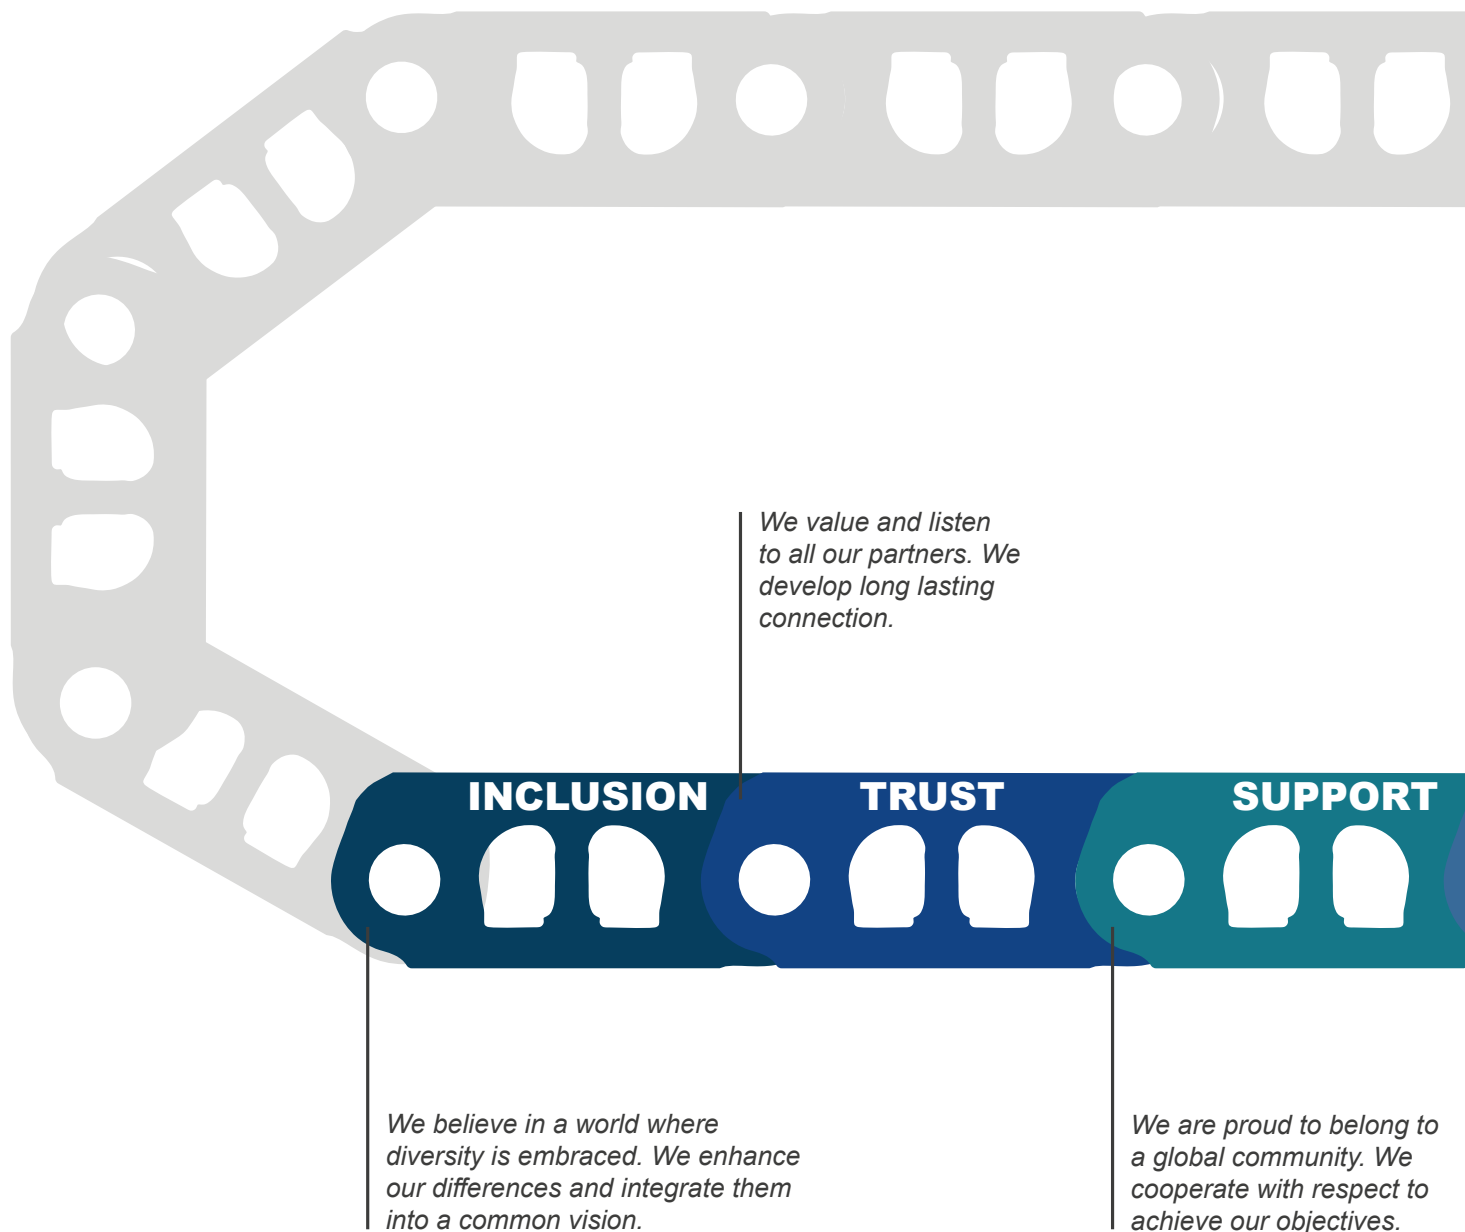 We value and listen
to all our partners. We
develop long lasting
connection.
INCLUSION
TRUST
SUPPORT
We believe in a world where
diversity is embraced. We enhance
our differences and integrate them
into a common vision.
We are proud to belong to
a global community. We
cooperate with respect to
achieve our objectives.